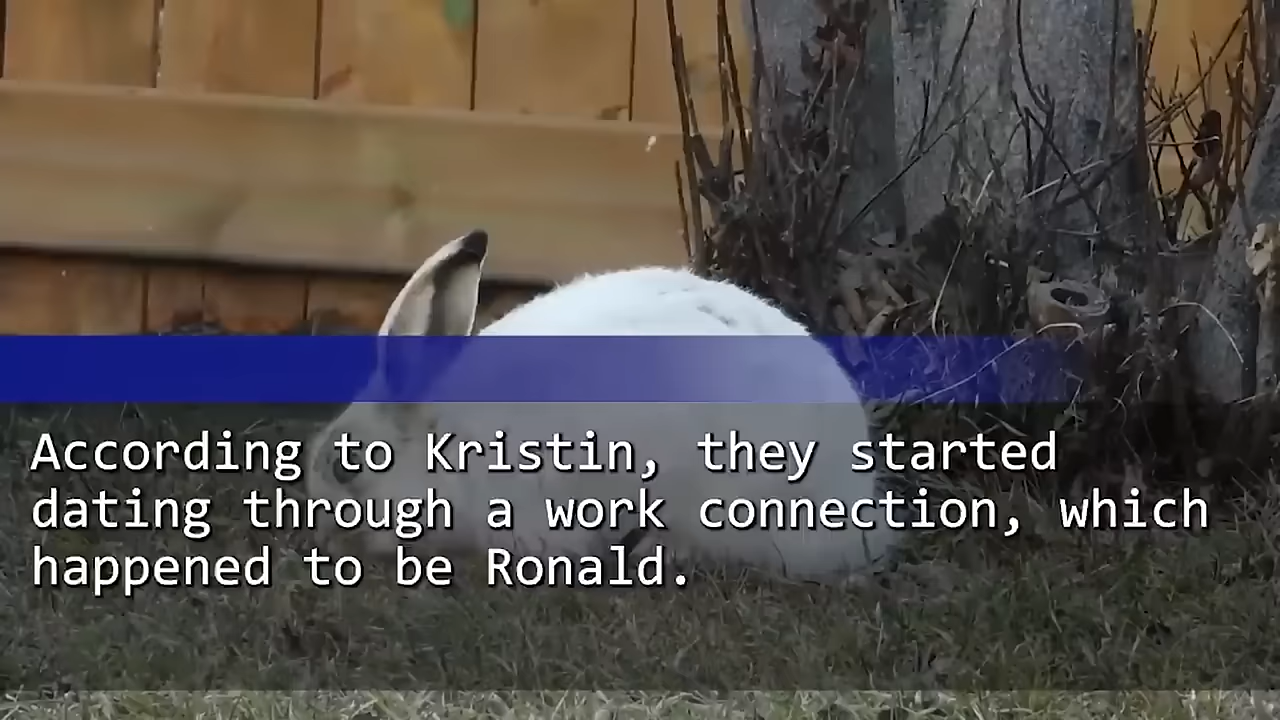 According to Kristin, they started
dating through a work connection, which
happened to be Ronald.